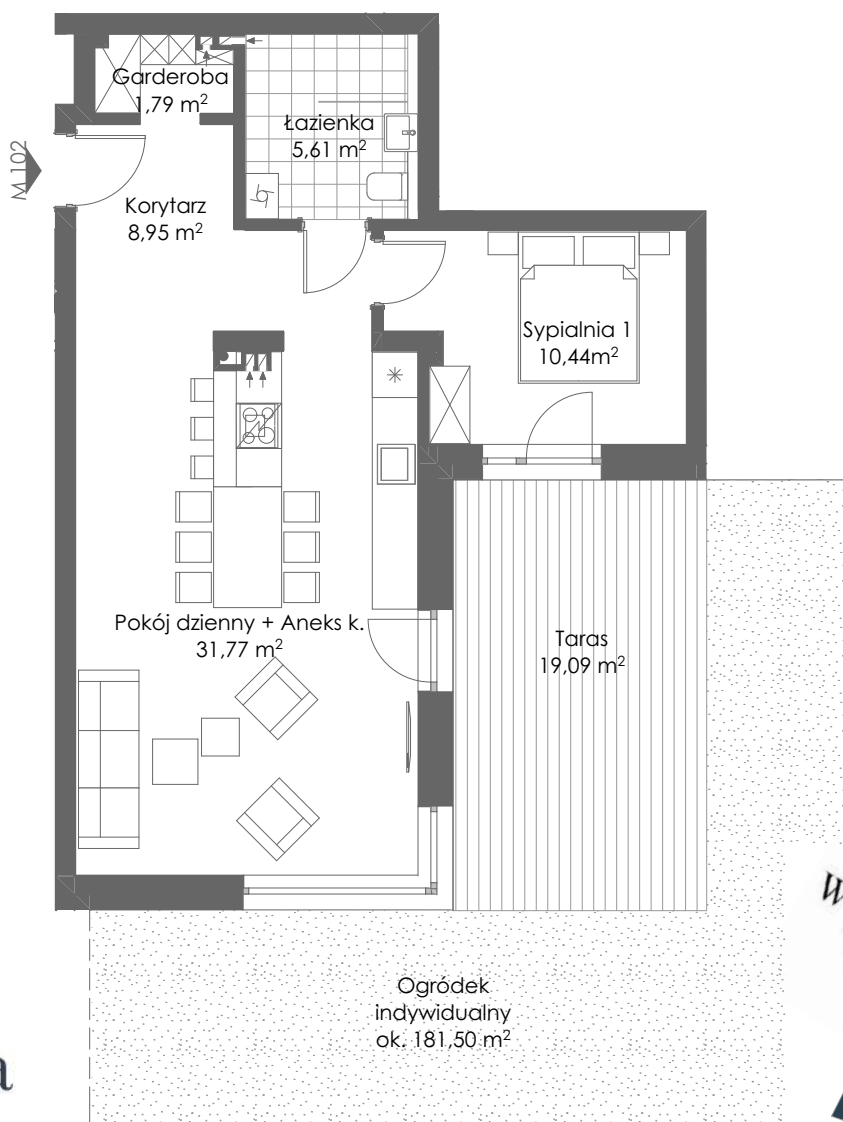 Garderoba
1,79 m²
Łazienka
5,61 m²
M 102
Korytarz
8,95 m²
Sypialnia 1
10,44m²
Pokój dzienny + Aneks k.
31,77 m²
Taras
19,09 m²
Ogródek
indywidualny
ok. 181,50 m²
a